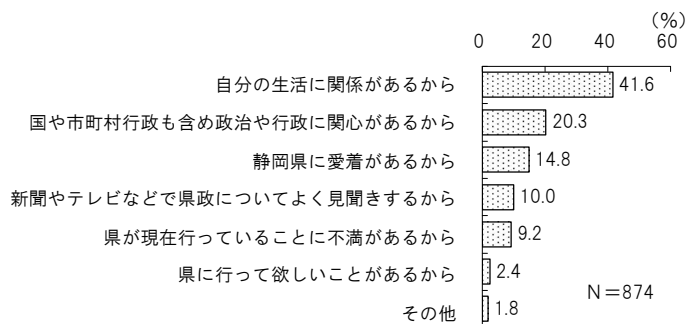 (%)
0 20 40 60
自分の生活に関係があるから 41.6
国や市町村行政も含め政治や行政に関心があるから 20.3
静岡県に愛着があるから 14.8
新聞やテレビなどで県政についてよく見聞きするから 10.0
県が現在行っていることに不満があるから 9.2
県に行って欲しいことがあるから 2.4
N=874
その他 1.8